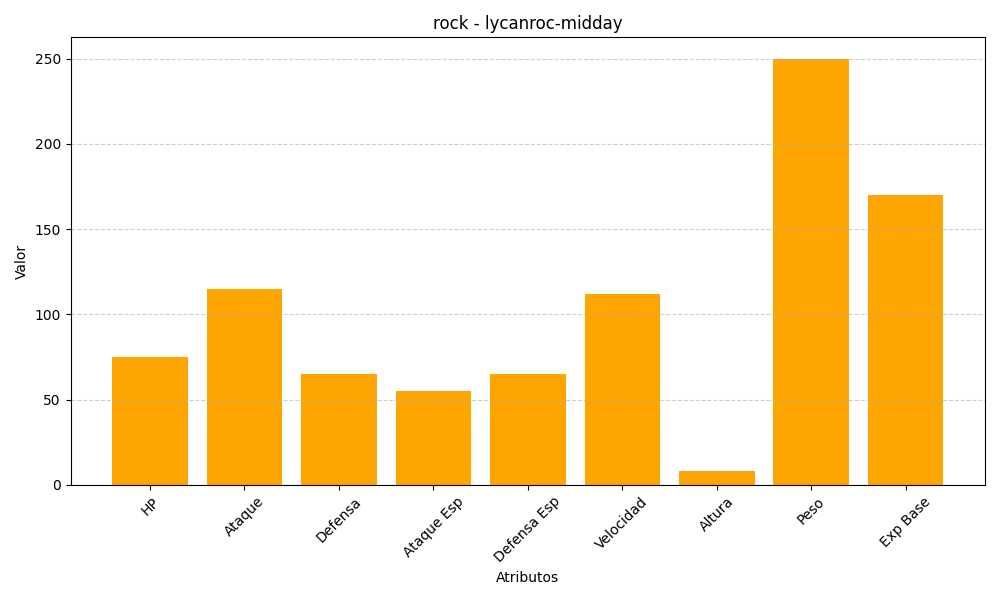 rock - lycanroc-midday
Valor
250
200
150
100
50
0
HP
Ataque
Defensa
Ataque Esp
Defensa Esp
Velocidad
Altura
Peso
Exp Base
Atributos